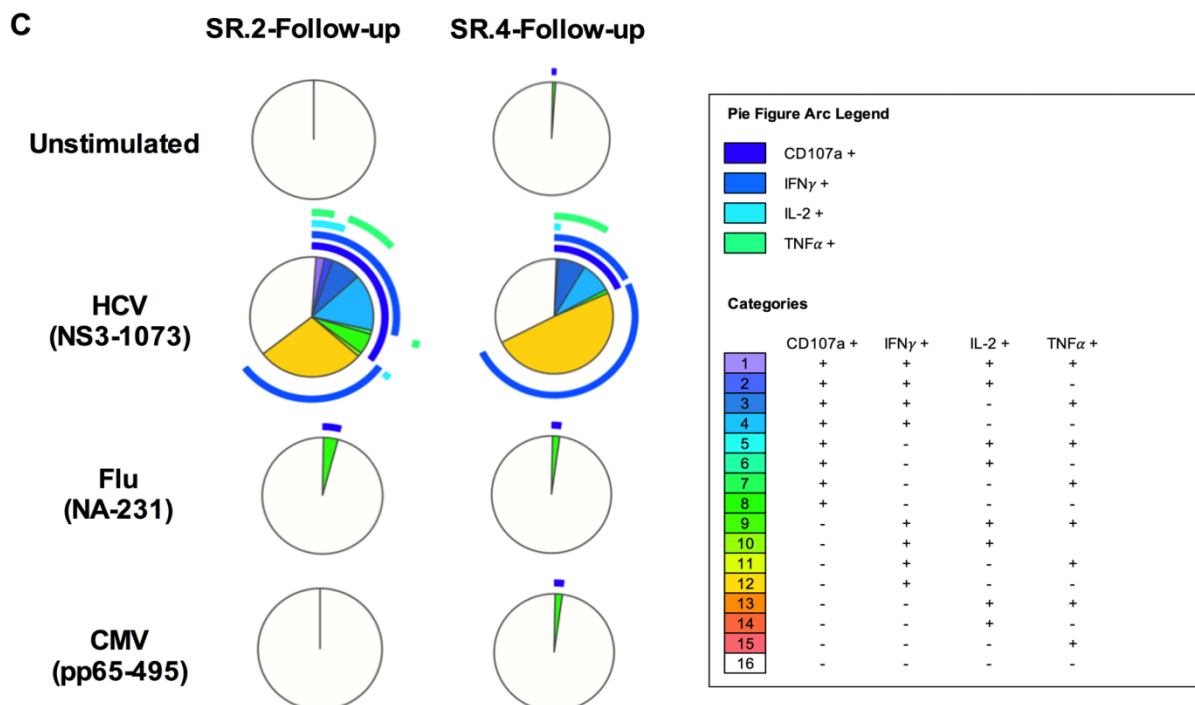 C
SR.2-Follow-up SR.4-Follow-up
Unstimulated
HCV
(NS3-1073)
Flu
(NA-231)
CMV
(pp65-495)
Pie Figure Arc Legend
CD107a +
IFNγ +
IL-2 +
TNFα +
Categories
CD107a + IFNγ + IL-2 + TNFα +
1 + + + +
2 + + + -
3 + + - +
4 + + - -
5 + - + +
6 + - + -
7 + - - +
8 + - - -
9 - + + +
10 - + +
11 - + - +
12 - + - -
13 - - + +
14 - - + -
15 - - - +
16 - - - -